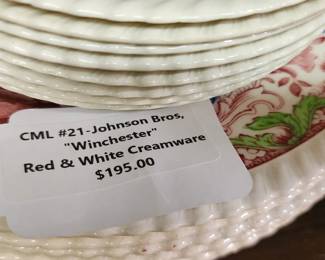 CML #21-Johnson Bros,
"Winchester"
Red & White Creamware
$195.00